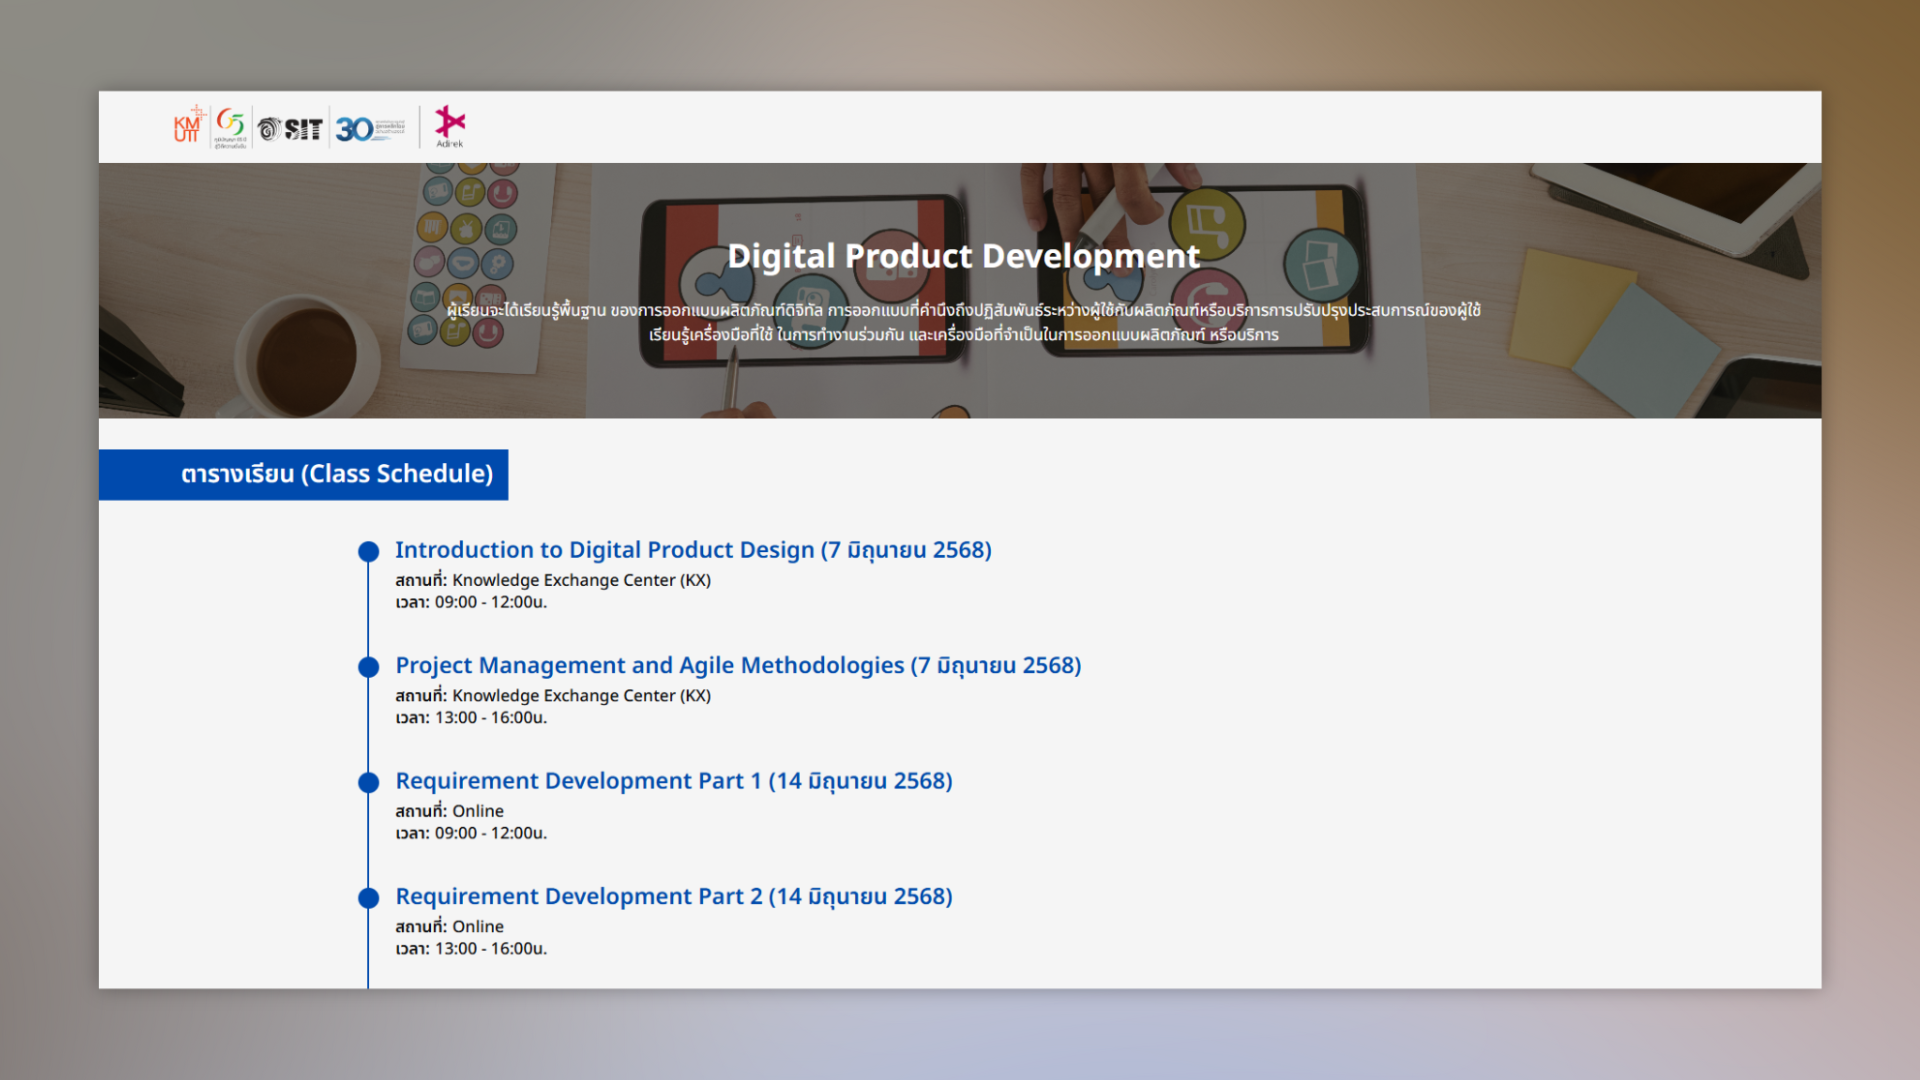 KM
UTT
65
SIT
30
Adirek
Digital Product Development
ผู้เรียนจะได้เรียนรู้พื้นฐาน ของการออกแบบผลิตภัณฑ์ดิจิทัล การออกแบบที่คำนึงถึงปฏิสัมพันธ์ระหว่างผู้ใช้กับผลิตภัณฑ์หรือบริการการปรับปรุงประสบการณ์ของผู้ใช้
เรียนรู้เครื่องมือที่ใช้ ในการทำงานร่วมกัน และเครื่องมือที่จำเป็นในการออกแบบผลิตภัณฑ์ หรือบริการ
ตารางเรียน (Class Schedule)
Introduction to Digital Product Design (7 มิถุนายน 2568)
สถานที่: Knowledge Exchange Center (KX)
เวลา: 09:00 - 12:00น.
Project Management and Agile Methodologies (7 มิถุนายน 2568)
สถานที่: Knowledge Exchange Center (KX)
เวลา: 13:00 - 16:00น.
Requirement Development Part 1 (14 มิถุนายน 2568)
สถานที่: Online
เวลา: 09:00 - 12:00น.
Requirement Development Part 2 (14 มิถุนายน 2568)
สถานที่: Online
เวลา: 13:00 - 16:00น.